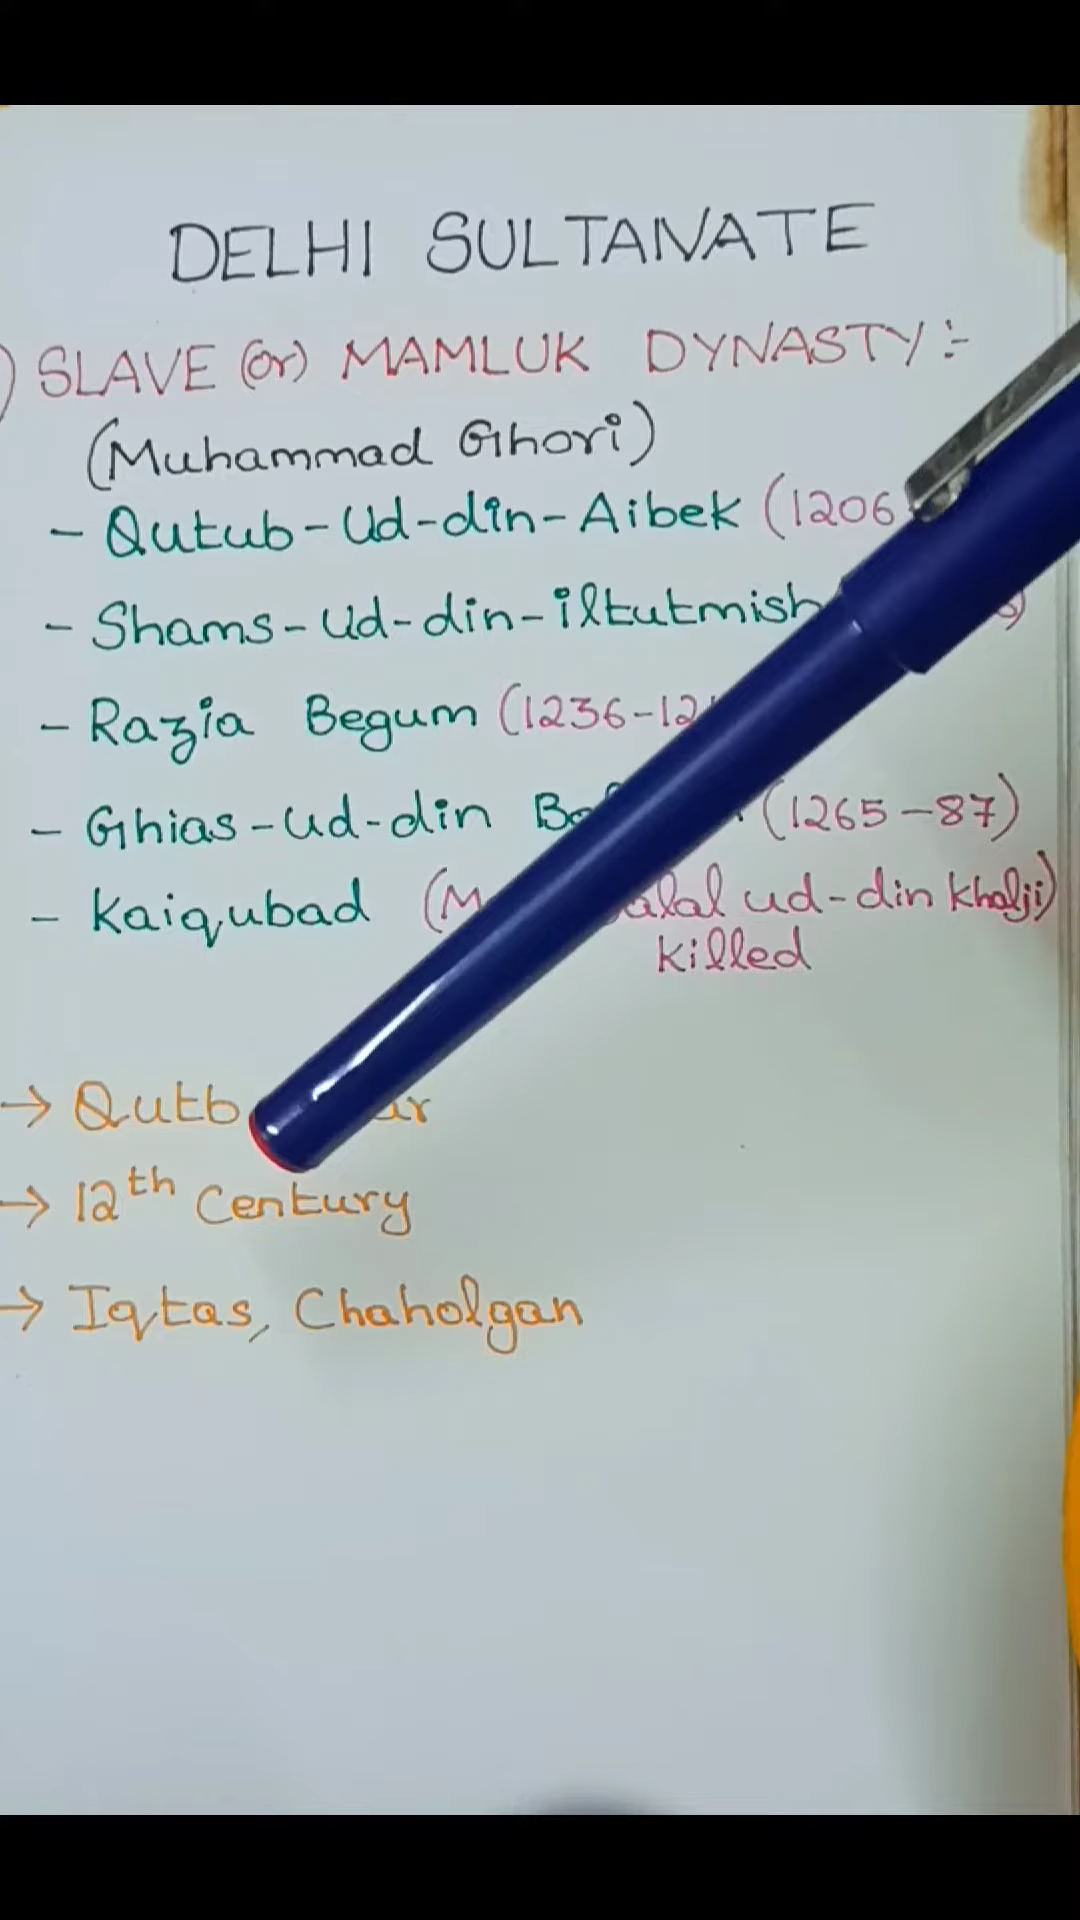 DELHI SULTANATE
) SLAVE (or) MAMLUK DYNASTY :-
(Muhammad Ghori)
- Qutub-Ud-din-Aibek (1206
- Shams-Ud-din-iltutmish
- Razia Begum (1236-12
- Ghias-Ud-din (1265-87)
- Kaiqubad ud-din Khalji)
killed
→ Qutb
→ 12th Century
→ Iqtas, Chaholgan